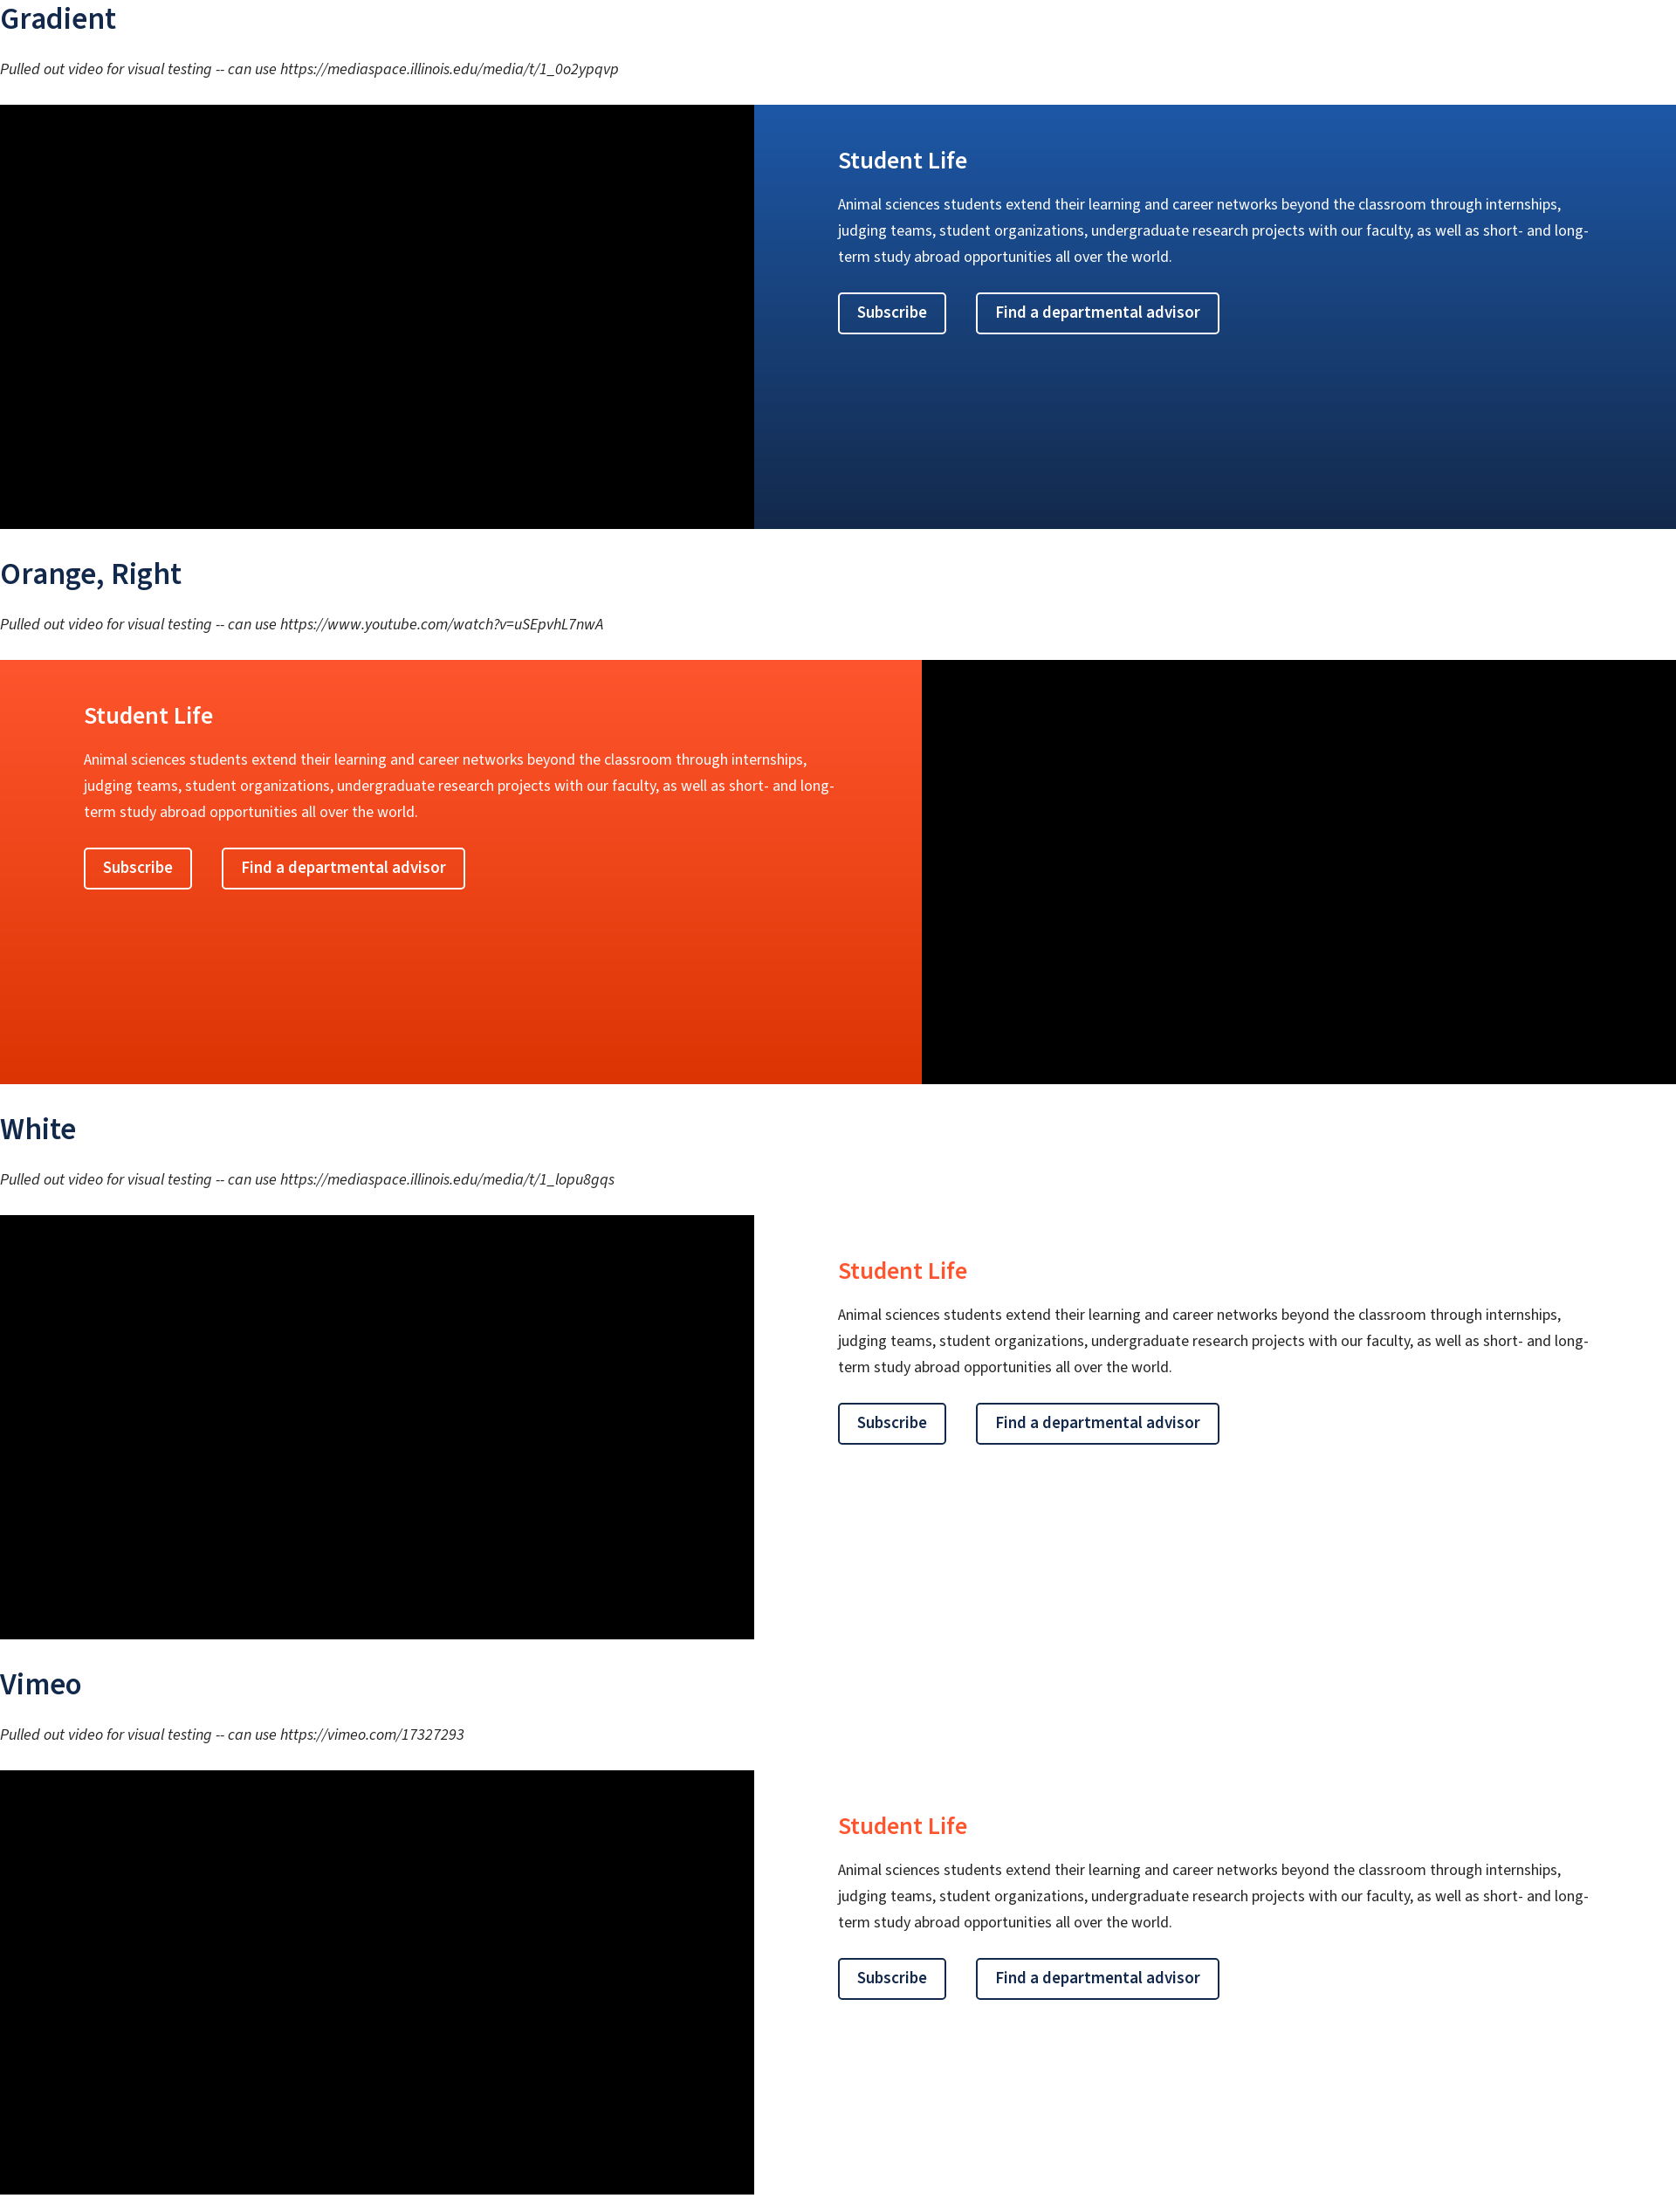 Gradient
Pulled out video for visual testing -- can use https://mediaspace.illinois.edu/media/t/1_0o2ypqvp
Student Life
Animal sciences students extend their learning and career networks beyond the classroom through internships,
judging teams, student organizations, undergraduate research projects with our faculty, as well as short- and long-
term study abroad opportunities all over the world.
Subscribe
Find a departmental advisor
Orange, Right
Pulled out video for visual testing -- can use https://www.youtube.com/watch?v=uSEpvhL7nwA
Student Life
Animal sciences students extend their learning and career networks beyond the classroom through internships,
judging teams, student organizations, undergraduate research projects with our faculty, as well as short- and long-
term study abroad opportunities all over the world.
Subscribe
Find a departmental advisor
White
Pulled out video for visual testing -- can use https://mediaspace.illinois.edu/media/t/1_lopu8gqs
Student Life
Animal sciences students extend their learning and career networks beyond the classroom through internships,
judging teams, student organizations, undergraduate research projects with our faculty, as well as short- and long-
term study abroad opportunities all over the world.
Subscribe
Find a departmental advisor
Vimeo
Pulled out video for visual testing -- can use https://vimeo.com/17327293
Student Life
Animal sciences students extend their learning and career networks beyond the classroom through internships,
judging teams, student organizations, undergraduate research projects with our faculty, as well as short- and long-
term study abroad opportunities all over the world.
Subscribe
Find a departmental advisor